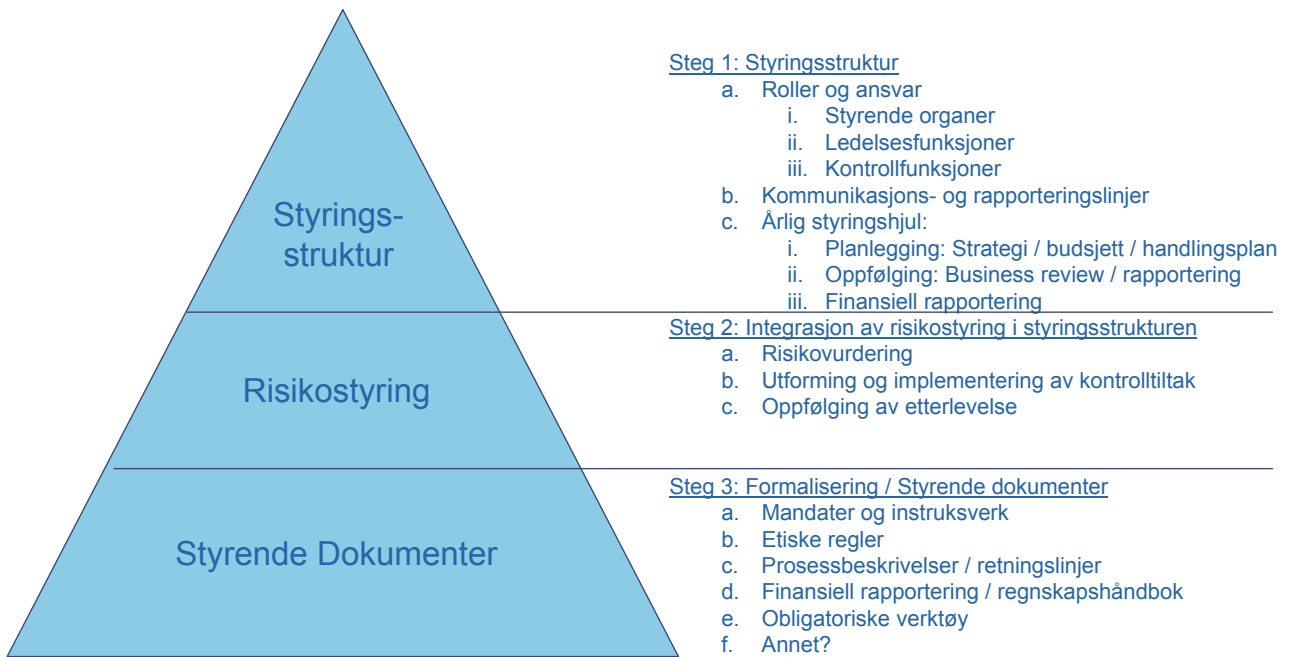 Styrings-
struktur
Risikostyring
Styrende Dokumenter
Steg 1: Styringsstruktur
a. Roller og ansvar
i. Styrende organer
ii. Ledelsesfunksjoner
iii. Kontrollfunksjoner
b. Kommunikasjons- og rapporteringslinjer
c. Årlig styringshjul:
i. Planlegging: Strategi / budsjett / handlingsplan
ii. Oppfølging: Business review / rapportering
iii. Finansiell rapportering
Steg 2: Integrasjon av risikostyring i styringsstrukturen
a. Risikovurdering
b. Utforming og implementering av kontrolltiltak
c. Oppfølging av etterlevelse
Steg 3: Formalisering / Styrende dokumenter
a. Mandater og instruksverk
b. Etiske regler
c. Prosessbeskrivelser / retningslinjer
d. Finansiell rapportering / regnskapshåndbok
e. Obligatoriske verktøy
f. Annet?